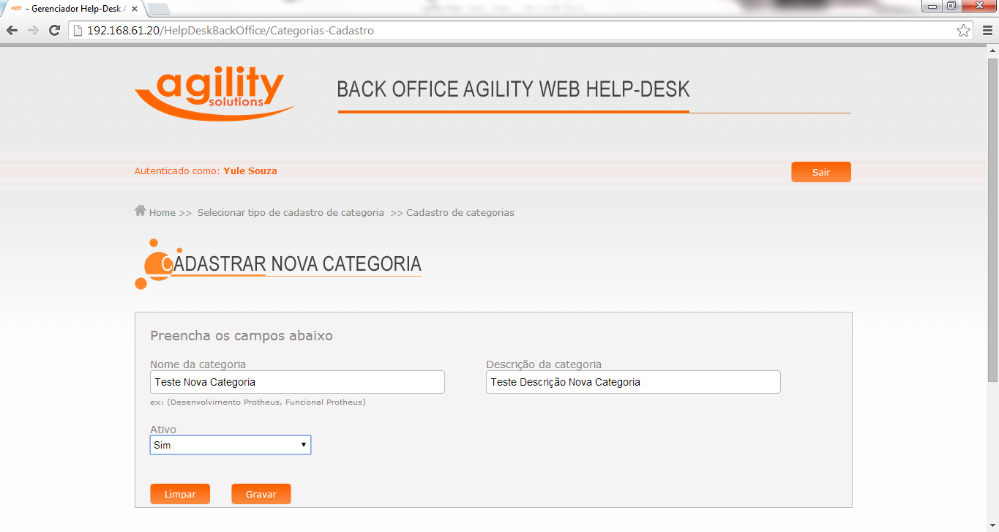 - Gerenciador Help-Desk A
192.168.61.20/HelpDeskBackOffice/Categorias-Cadastro
agility
solutions
BACK OFFICE AGILITY WEB HELP-DESK
Autenticado como: Yule Souza
Sair
Home >> Selecionar tipo de cadastro de categoria >> Cadastro de categorias
CADASTRAR NOVA CATEGORIA
Preencha os campos abaixo
Nome da categoria
Descrição da categoria
Teste Nova Categoria
Teste Descrição Nova Categoria
ex: (Desenvolvimento Protheus, Funcional Protheus)
Ativo
Sim
Limpar
Gravar